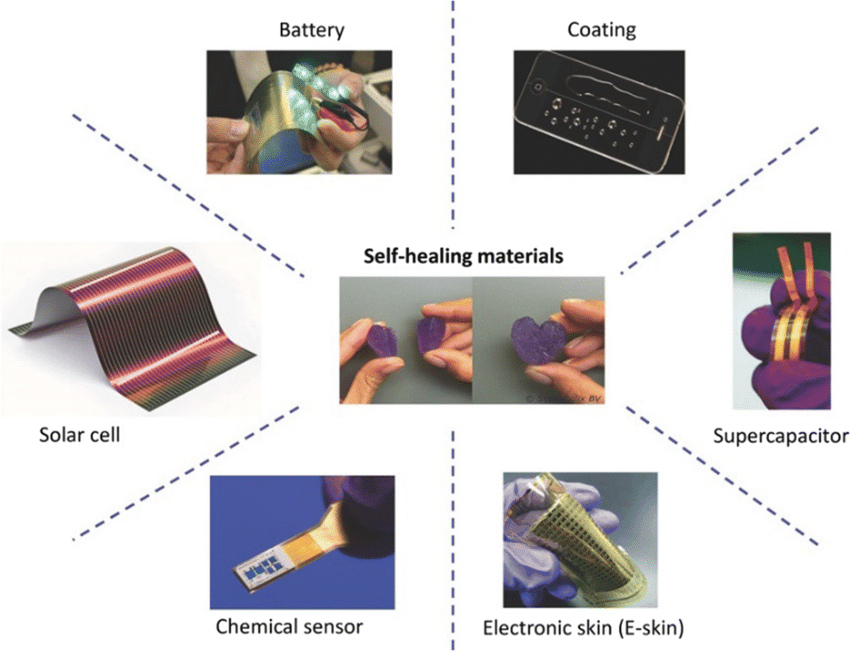 Battery
Coating
Self-healing materials
Solar cell
Supercapacitor
Chemical sensor
Electronic skin (E-skin)